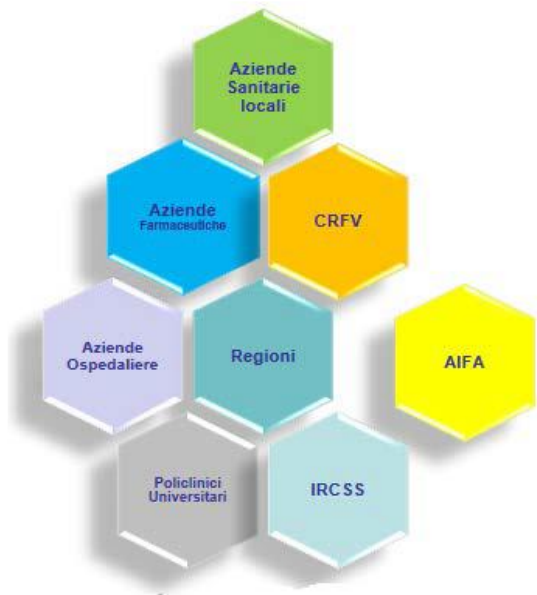 Aziende
Sanitarie
locali
Aziende
Farmaceutiche
CRFV
Aziende
Ospedaliere
Regioni
AIFA
Policlinici
Universitari
IRCSS